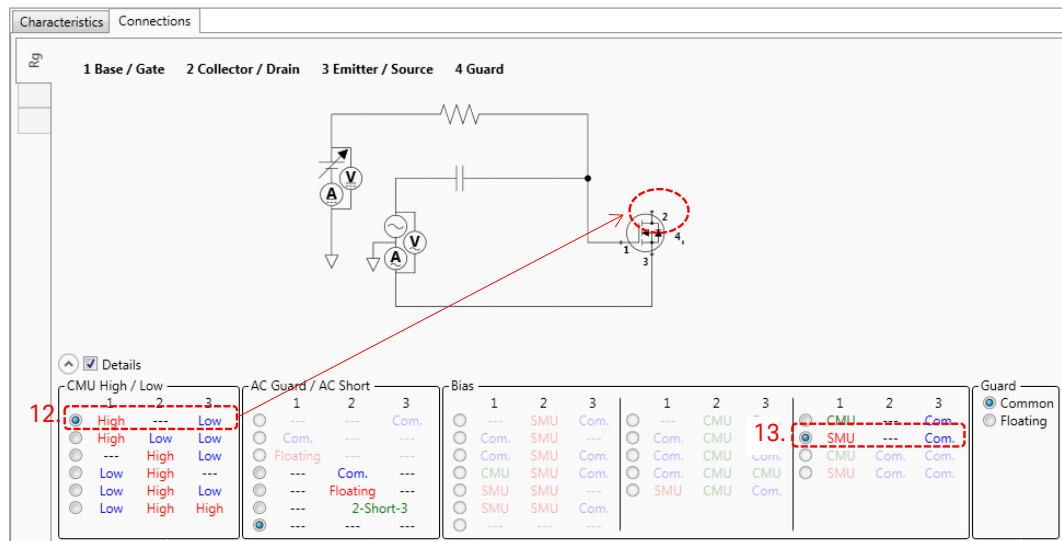 Characteristics Connections
Rg
1 Base / Gate 2 Collector / Drain 3 Emitter / Source 4 Guard
V
A
2
V
4
1
A
3
Details
CMU High / Low AC Guard / AC Short Bias Guard
1 2 3 1 2 3 1 2 3 1 2 3 1 2 3 Common
12. High --- Low --- --- Com. --- SMU Com. --- CMU CMU --- Com. Floating
High Low Low Com. --- --- Com. SMU --- Com. CMU 13. SMU --- Com.
--- High Low Floating --- --- Com. SMU Com. Com. CMU Com. CMU Com. Com.
Low High --- --- Com. --- CMU SMU Com. Com. CMU CMU SMU Com. Com.
Low High Low --- Floating --- SMU SMU --- SMU CMU Com.
Low High High --- 2-Short-3 SMU SMU Com.
--- --- --- --- --- ---